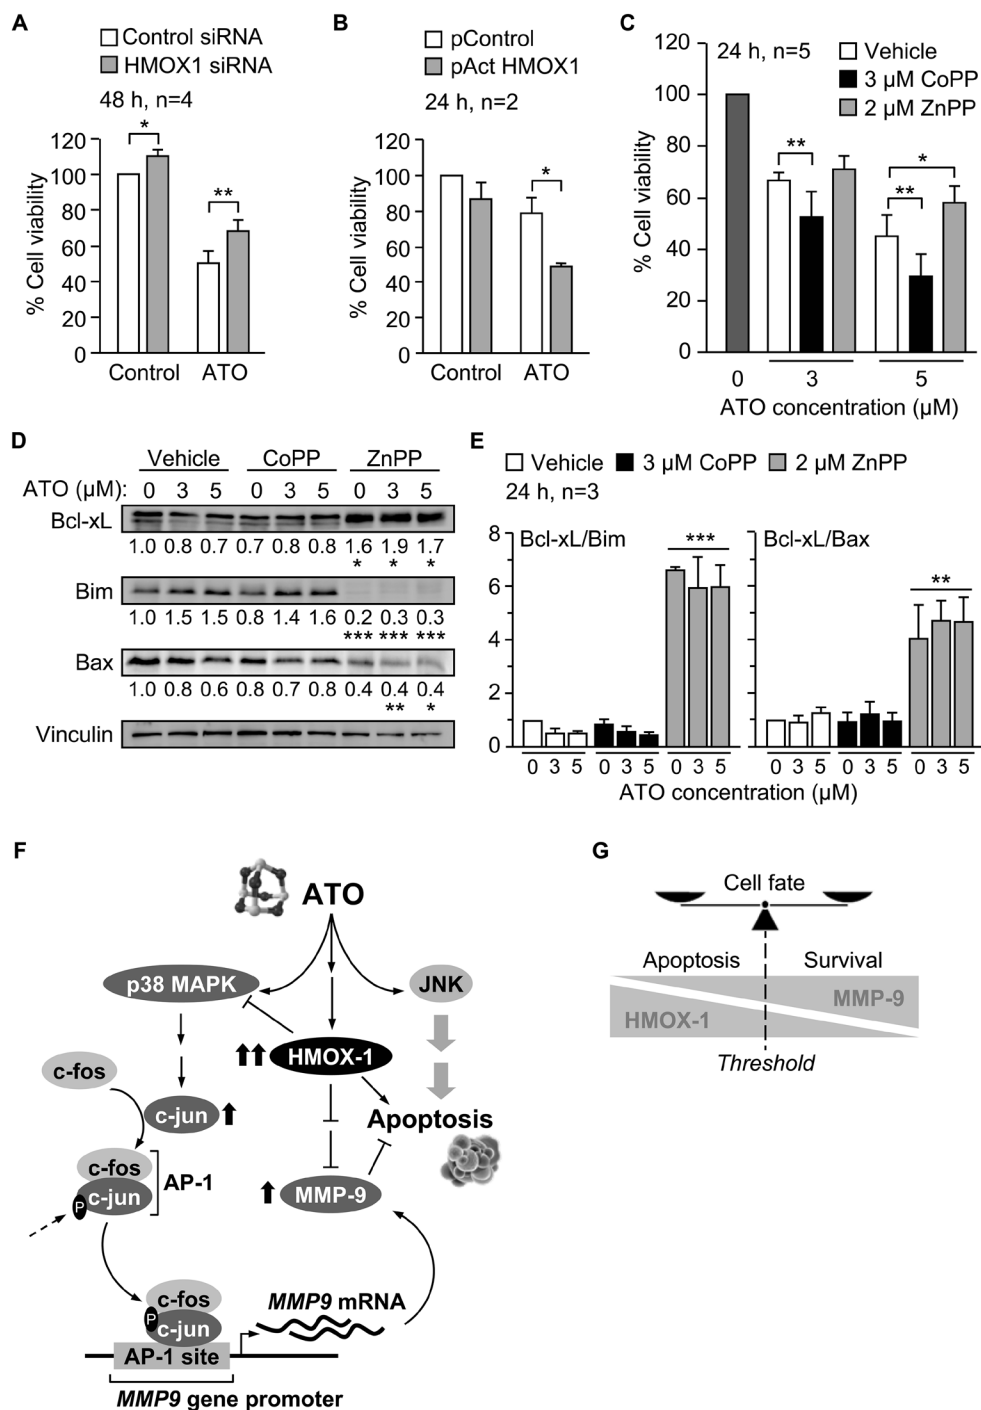 A
Control siRNA
HMOX1 siRNA
48 h, n=4
% Cell viability
120
100
80
60
40
20
0
*
**
Control ATO
B
pControl
pAct HMOX1
24 h, n=2
% Cell viability
120
100
80
60
40
20
0
*
Control ATO
C
24 h, n=5
Vehicle
3 µM CoPP
2 µM ZnPP
% Cell viability
120
100
80
60
40
20
0
**
**
*
0 3 5
ATO concentration (µM)
D
Vehicle CoPP ZnPP
ATO (µM): 0 3 5 0 3 5 0 3 5
Bcl-xL
1.0 0.8 0.7 0.7 0.8 0.8 1.6 1.9 1.7
* * *
Bim
1.0 1.5 1.5 0.8 1.4 1.6 0.2 0.3 0.3
*** *** ***
Bax
1.0 0.8 0.6 0.8 0.7 0.8 0.4 0.4 0.4
** *
Vinculin
E
Vehicle 3 µM CoPP 2 µM ZnPP
24 h, n=3
8
6
4
2
0
Bcl-xL/Bim
***
Bcl-xL/Bax
**
0 3 5 0 3 5 0 3 5 0 3 5 0 3 5 0 3 5
ATO concentration (µM)
F
ATO
p38 MAPK
JNK
HMOX-1
c-fos
c-jun
Apoptosis
c-fos
c-jun
P
AP-1
MMP-9
c-fos
P
c-jun
MMP9 mRNA
AP-1 site
MMP9 gene promoter
G
Cell fate
Apoptosis Survival
MMP-9
HMOX-1
Threshold